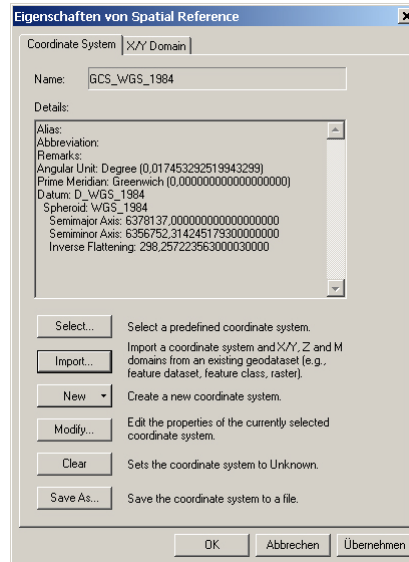 Eigenschaften von Spatial Reference
Coordinate System X/Y Domain
Name: GCS_WGS_1984
Details:
Alias:
Abbreviation:
Remarks:
Angular Unit: Degree (0,017453292519943299)
Prime Meridian: Greenwich (0,000000000000000000)
Datum: D_WGS_1984
Spheroid: WGS_1984
Semimajor Axis: 6378137,000000000000000000
Semiminor Axis: 6356752,314245179300000000
Inverse Flattening: 298,257223563000030000
Select... Select a predefined coordinate system.
Import a coordinate system and X/Y, Z and M
Import... domains from an existing geodataset (e.g.,
feature dataset, feature class, raster).
New Create a new coordinate system.
Modify... Edit the properties of the currently selected
coordinate system.
Clear Sets the coordinate system to Unknown.
Save As... Save the coordinate system to a file.
OK Abbrechen Übernehmen